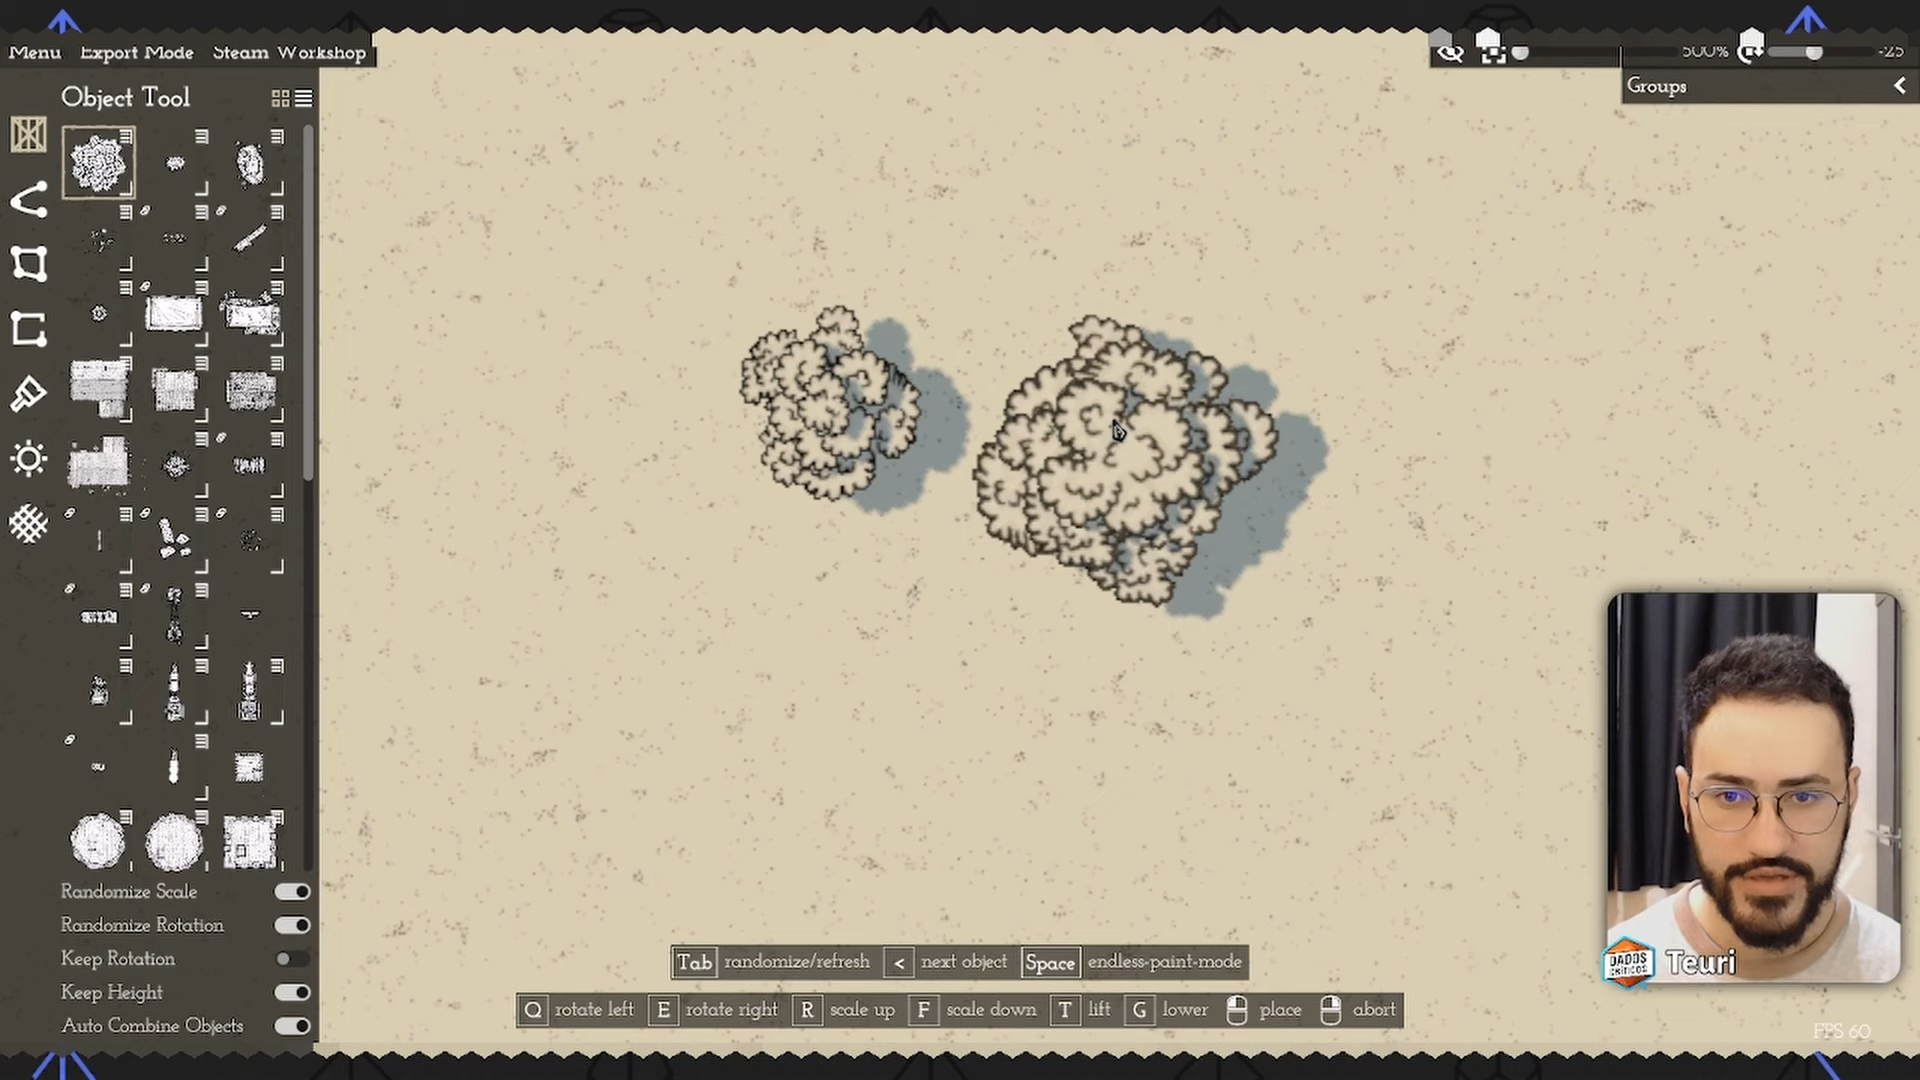 Menu Export Mode Steam Workshop
500% -25
Groups
Object Tool
Randomize Scale
Randomize Rotation
Keep Rotation
Keep Height
Auto Combine Objects
Tab randomize/refresh < next object Space endless-paint-mode
Q rotate left E rotate right R scale up F scale down T lift G lower place abort
DADOS CRÍTICOS Teuri
FPS 60